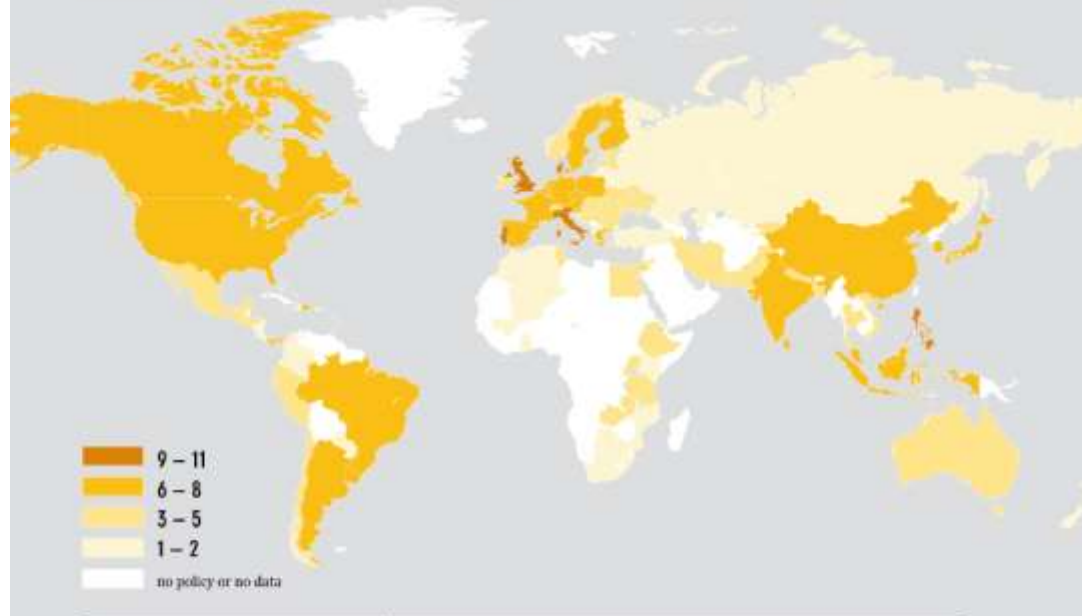 9 – 11
6 – 8
3 – 5
1 – 2
no policy or no data